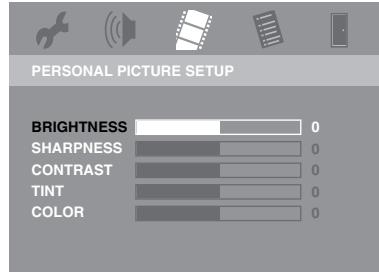 PERSONAL PICTURE SETUP
BRIGHTNESS 0
SHARPNESS 0
CONTRAST 0
TINT 0
COLOR 0